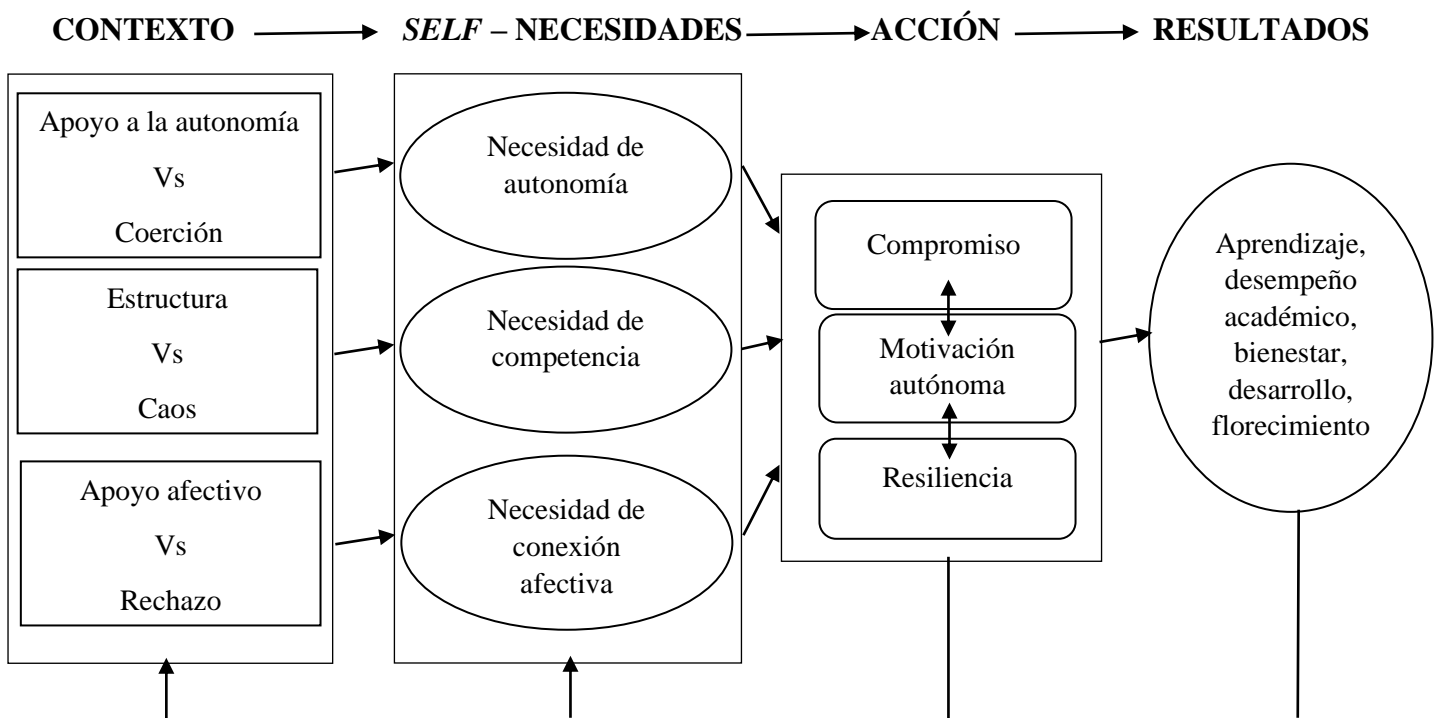 CONTEXTO SELF – NECESIDADES ACCIÓN RESULTADOS
Apoyo a la autonomía
Vs
Coerción
Estructura
Vs
Caos
Apoyo afectivo
Vs
Rechazo
Necesidad de
autonomía
Necesidad de
competencia
Necesidad de
conexión
afectiva
Compromiso
Motivación
autónoma
Resiliencia
Aprendizaje,
desempeño
académico,
bienestar,
desarrollo,
florecimiento